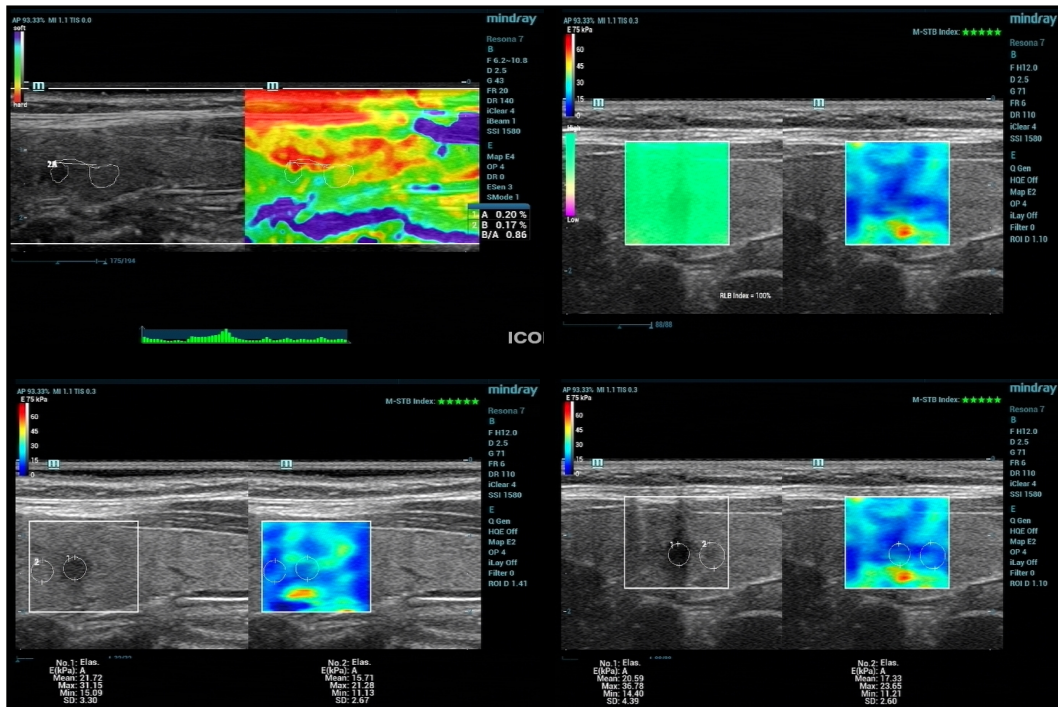 AP 93.33% MI 1.1 TIS 0.0
mindray
soft
hard
Resona 7
B
F 6.2~10.8
D 2.5
G 43
FR 20
DR 140
iClear 4
iBeam 1
SSI 1580
E
Map E4
OP 4
DR 0
ESen 3
SMode 1
1 A 0.20 %
2 B 0.17 %
B/A 0.86
175/194
ICO
AP 93.33% MI 1.1 TIS 0.3
mindray
E 75 kPa
M-STB Index: ★★★★★
60
45
30
15
0
High
Low
Resona 7
B
F H12.0
D 2.5
G 71
FR 6
DR 110
iClear 4
SSI 1580
E
Q Gen
HQE Off
Map E2
OP 4
iLay Off
Filter 0
ROI D 1.10
RLB Index = 100%
88/88
AP 93.33% MI 1.1 TIS 0.3
mindray
E 75 kPa
M-STB Index: ★★★★★
60
45
30
15
0
Resona 7
B
F H12.0
D 2.5
G 71
FR 6
DR 110
iClear 4
SSI 1580
E
Q Gen
HQE Off
Map E2
OP 4
iLay Off
Filter 0
ROI D 1.41
2
1
No.1: Elas.
E(kPa): A
Mean: 21.72
Max: 31.15
Min: 15.09
SD: 3.30
No.2: Elas.
E(kPa): A
Mean: 15.71
Max: 21.28
Min: 11.13
SD: 2.67
AP 93.33% MI 1.1 TIS 0.3
mindray
E 75 kPa
M-STB Index: ★★★★★
60
45
30
15
0
Resona 7
B
F H12.0
D 2.5
G 71
FR 6
DR 110
iClear 4
SSI 1580
E
Q Gen
HQE Off
Map E2
OP 4
iLay Off
Filter 0
ROI D 1.10
1
2
No.1: Elas.
E(kPa): A
Mean: 20.59
Max: 36.78
Min: 14.40
SD: 4.39
No.2: Elas.
E(kPa): A
Mean: 17.33
Max: 23.65
Min: 11.21
SD: 2.60